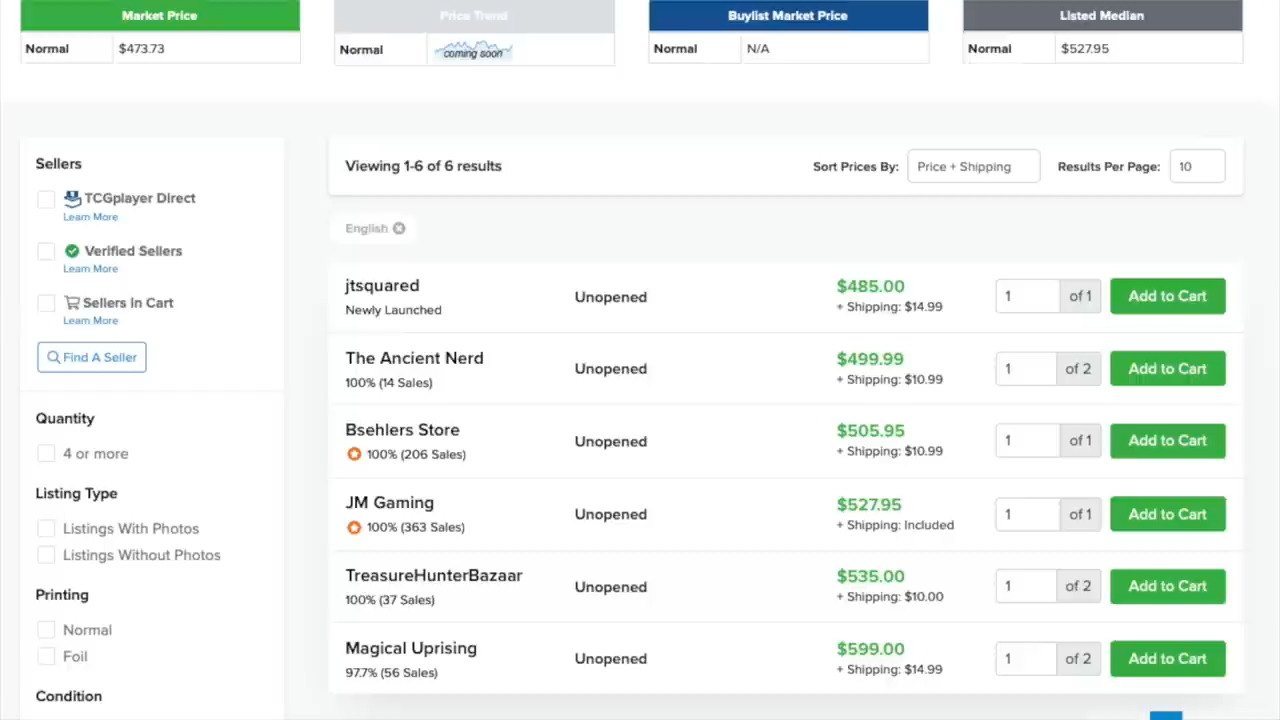 Market Price
Price Trend
Buylist Market Price
Listed Median
Normal $473.73
Normal coming soon
Normal N/A
Normal $527.95
Sellers
TCGplayer Direct
Learn More
Verified Sellers
Learn More
Sellers in Cart
Learn More
Find A Seller
Quantity
4 or more
Listing Type
Listings With Photos
Listings Without Photos
Printing
Normal
Foil
Condition
Viewing 1-6 of 6 results
Sort Prices By: Price + Shipping Results Per Page: 10
English
jtsquared
Newly Launched
Unopened
$485.00
+ Shipping: $14.99
1 of 1 Add to Cart
The Ancient Nerd
100% (14 Sales)
Unopened
$499.99
+ Shipping: $10.99
1 of 2 Add to Cart
Bsehlers Store
100% (206 Sales)
Unopened
$505.95
+ Shipping: $10.99
1 of 1 Add to Cart
JM Gaming
100% (363 Sales)
Unopened
$527.95
+ Shipping: Included
1 of 1 Add to Cart
TreasureHunterBazaar
100% (37 Sales)
Unopened
$535.00
+ Shipping: $10.00
1 of 2 Add to Cart
Magical Uprising
97.7% (56 Sales)
Unopened
$599.00
+ Shipping: $14.99
1 of 2 Add to Cart